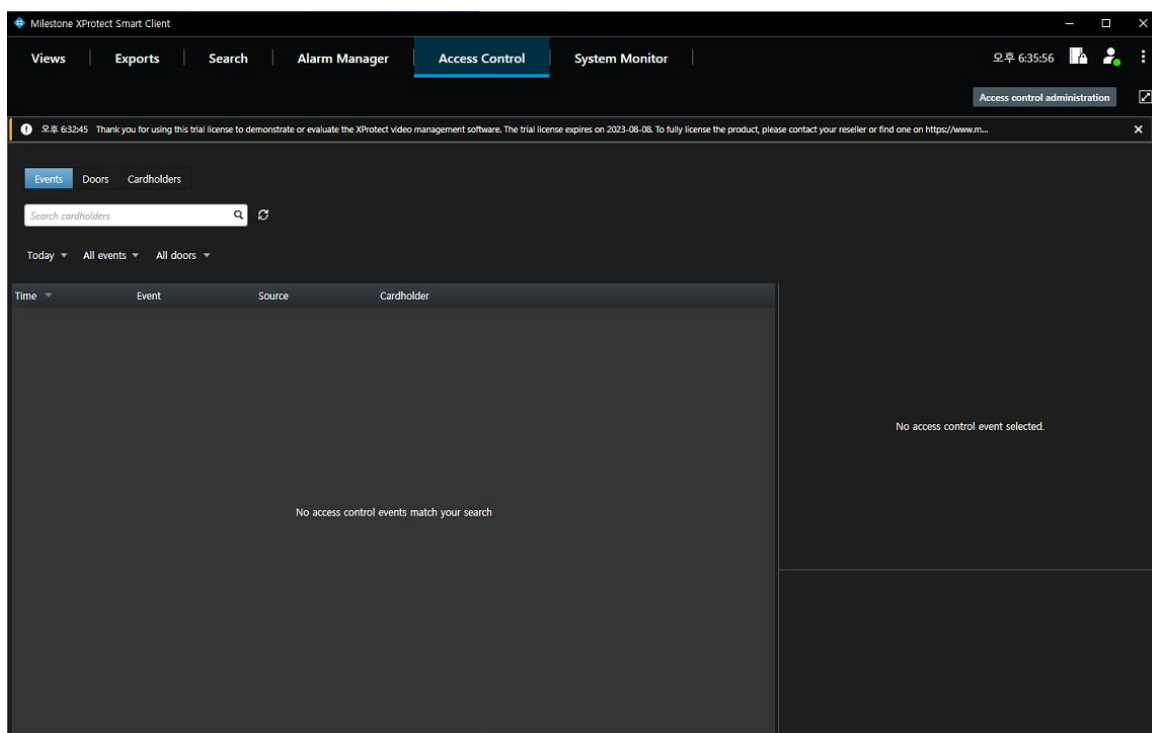 Milestone XProtect Smart Client
Views Exports Search Alarm Manager Access Control System Monitor 오후 6:35:56
Access control administration
오후 6:32:45 Thank you for using this trial license to demonstrate or evaluate the XProtect video management software. The trial license expires on 2023-08-08. To fully license the product, please contact your reseller or find one on https://www.m...
Events Doors Cardholders
Search cardholders
Today All events All doors
Time Event Source Cardholder
No access control event selected.
No access control events match your search